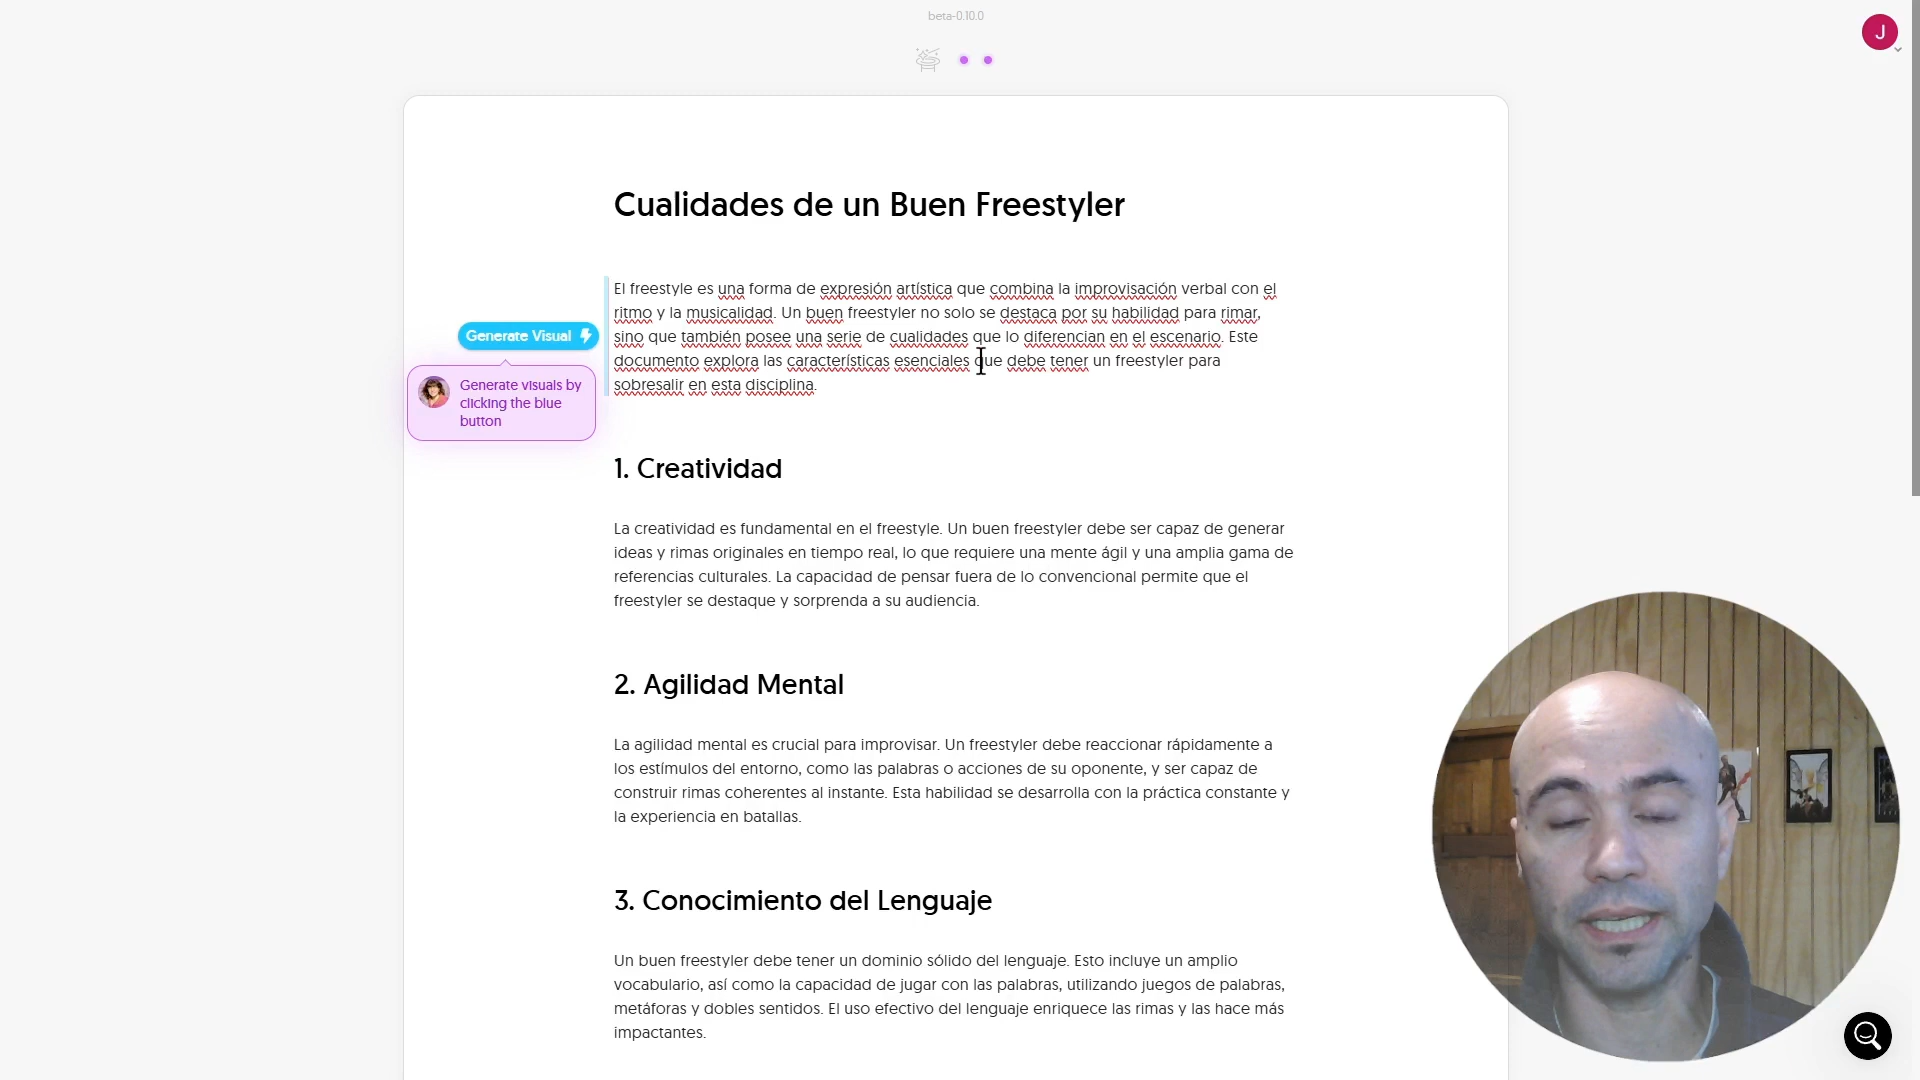 beta-0.10.0
J
Cualidades de un Buen Freestyler
El freestyle es una forma de expresión artística que combina la improvisación verbal con el
ritmo y la musicalidad. Un buen freestyler no solo se destaca por su habilidad para rimar,
sino que también posee una serie de cualidades que lo diferencian en el escenario. Este
documento explora las características esenciales que debe tener un freestyler para
sobresalir en esta disciplina.
Generate Visual
Generate visuals by
clicking the blue
button
1. Creatividad
La creatividad es fundamental en el freestyle. Un buen freestyler debe ser capaz de generar
ideas y rimas originales en tiempo real, lo que requiere una mente ágil y una amplia gama de
referencias culturales. La capacidad de pensar fuera de lo convencional permite que el
freestyler se destaque y sorprenda a su audiencia.
2. Agilidad Mental
La agilidad mental es crucial para improvisar. Un freestyler debe reaccionar rápidamente a
los estímulos del entorno, como las palabras o acciones de su oponente, y ser capaz de
construir rimas coherentes al instante. Esta habilidad se desarrolla con la práctica constante y
la experiencia en batallas.
3. Conocimiento del Lenguaje
Un buen freestyler debe tener un dominio sólido del lenguaje. Esto incluye un amplio
vocabulario, así como la capacidad de jugar con las palabras, utilizando juegos de palabras,
metáforas y dobles sentidos. El uso efectivo del lenguaje enriquece las rimas y las hace más
impactantes.